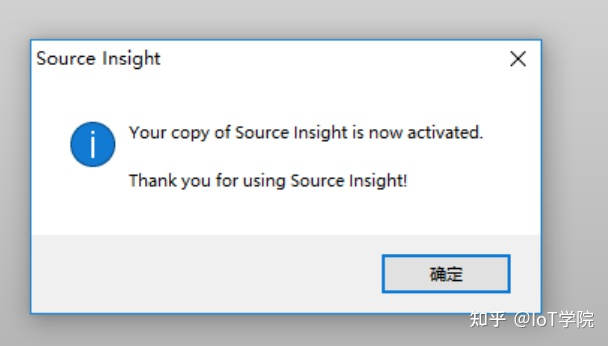 Source Insight
Your copy of Source Insight is now activated.
Thank you for using Source Insight!
确定
知乎 @IoT学院